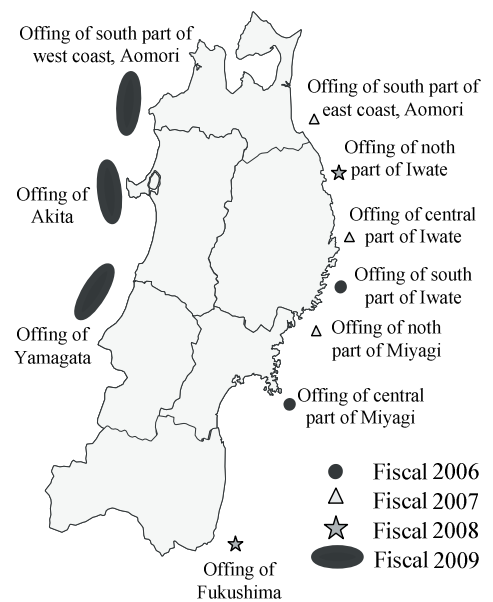 Offing of south part of
west coast, Aomori
Offing of south part of
east coast, Aomori
Offing of noth
part of Iwate
Offing of
Akita
Offing of central
part of Iwate
Offing of south
part of Iwate
Offing of
Yamagata
Offing of noth
part of Miyagi
Offing of central
part of Miyagi
Fiscal 2006
Fiscal 2007
Fiscal 2008
Fiscal 2009
Offing of
Fukushima